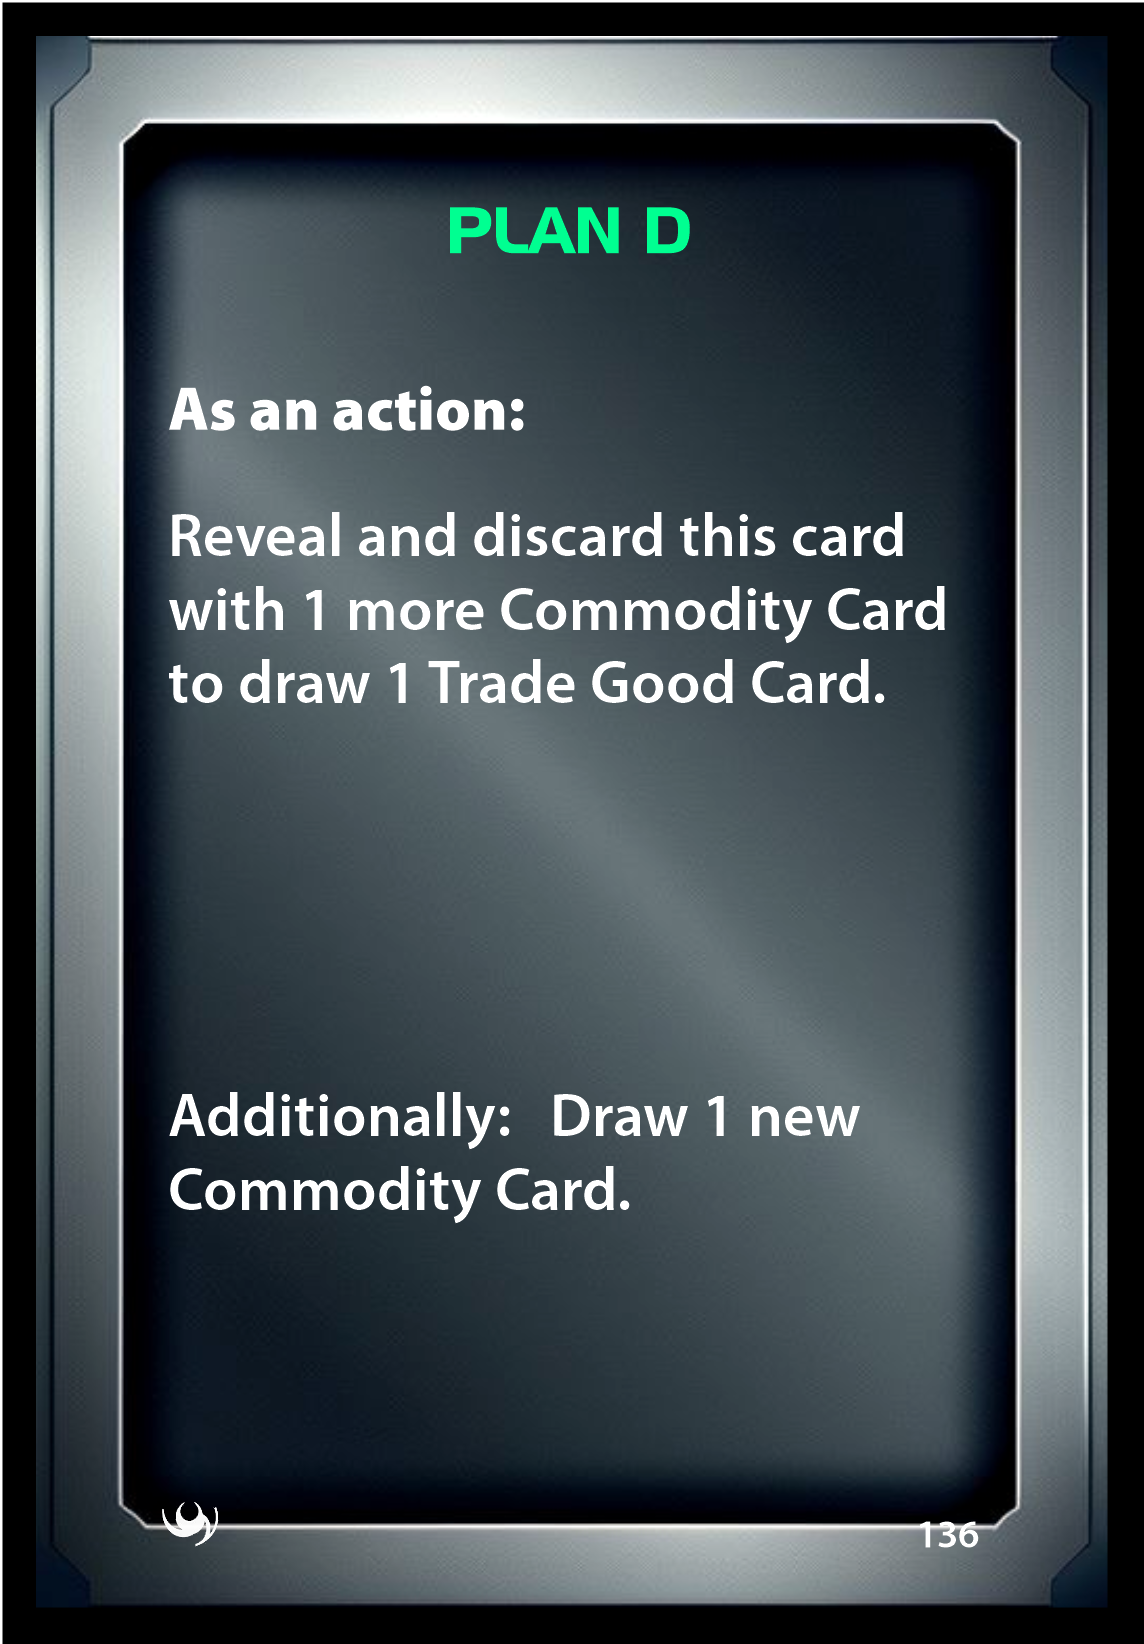 PLAN D
As an action:
Reveal and discard this card
with 1 more Commodity Card
to draw 1 Trade Good Card.
Additionally:   Draw 1 new
Commodity Card.
136